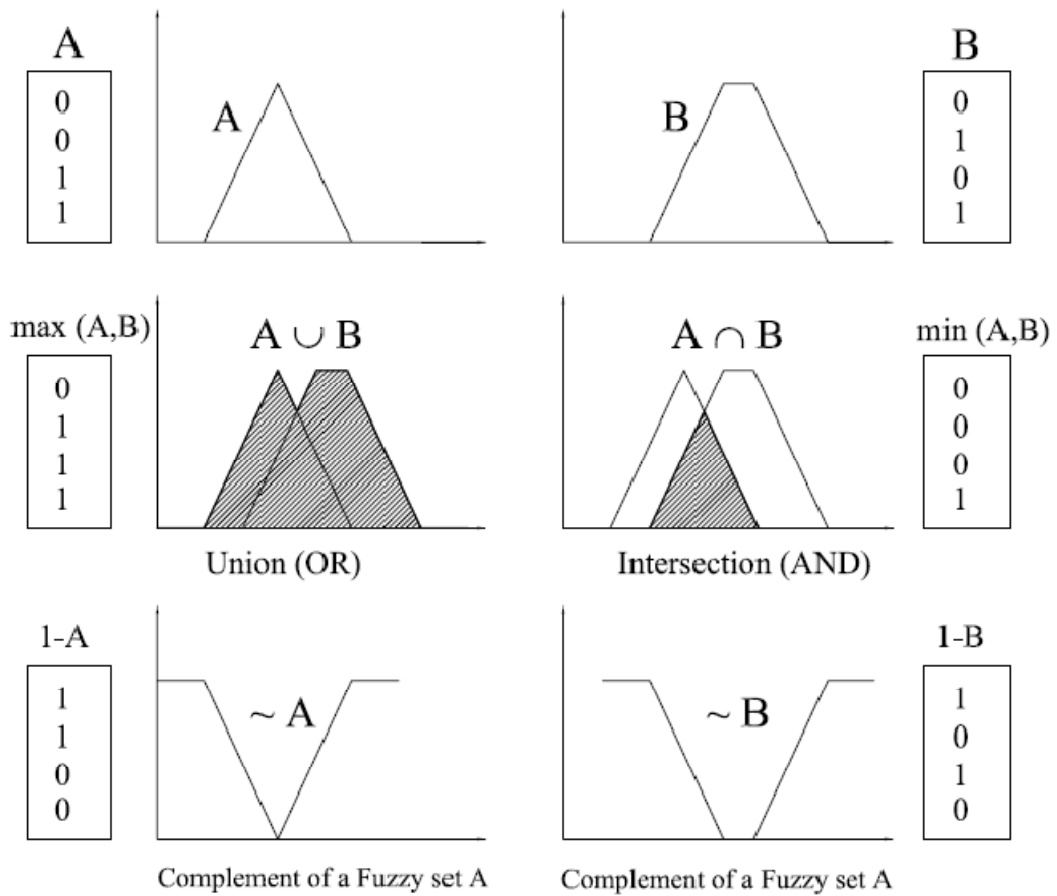 A
0
0
1
1
A
B
B
0
1
0
1
max (A,B)
0
1
1
1
A ∪ B
Union (OR)
A ∩ B
Intersection (AND)
min (A,B)
0
0
0
1
1-A
1
1
0
0
~ A
Complement of a Fuzzy set A
~ B
Complement of a Fuzzy set A
1-B
1
0
1
0